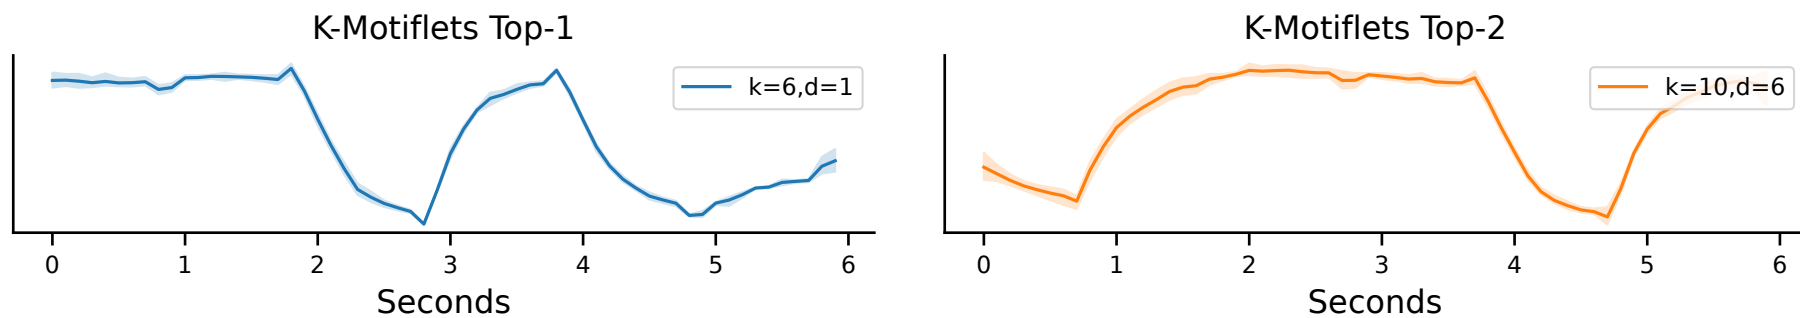 K-Motiflets Top-1
k=6,d=1
0 1 2 3 4 5 6
Seconds
K-Motiflets Top-2
k=10,d=6
0 1 2 3 4 5 6
Seconds